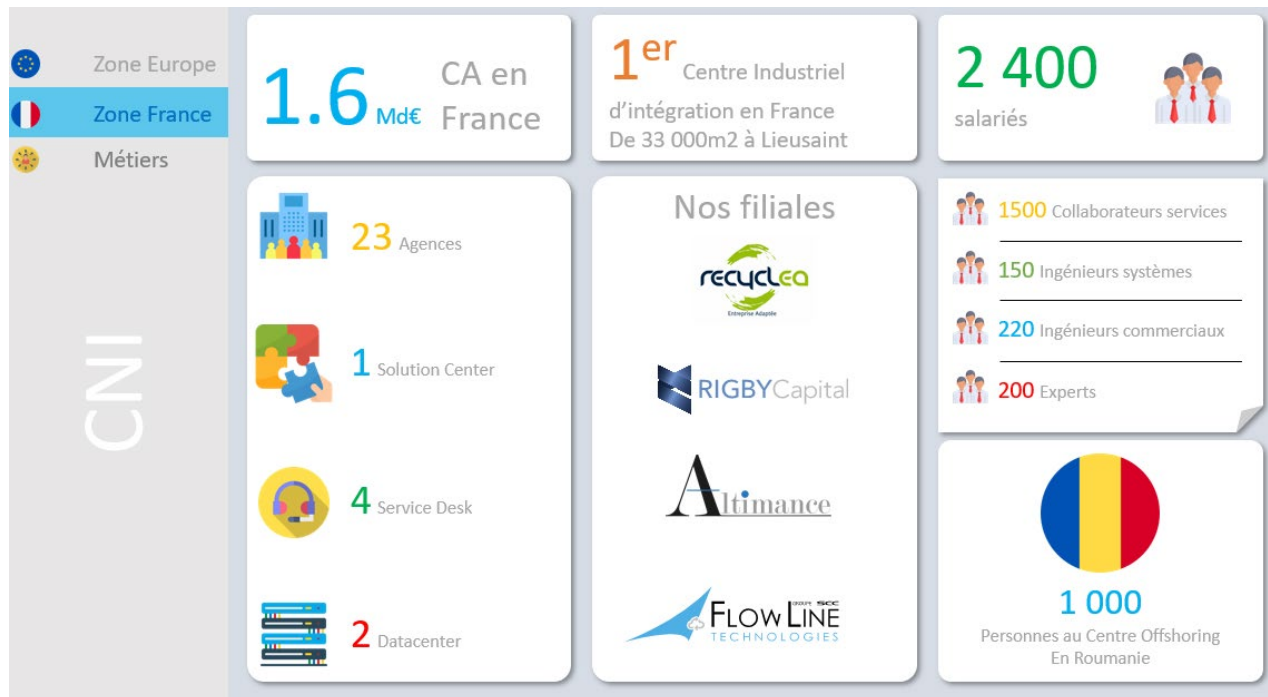 Zone Europe
Zone France
Métiers
CNI
1.6 Md€
CA en
France
1er Centre Industriel
d'intégration en France
De 33 000m2 à Lieusaint
2 400
salariés
23 Agences
1 Solution Center
4 Service Desk
2 Datacenter
Nos filiales
recyclea
Entreprise Adaptée
RIGBYCapital
Altimance
GROUPE SCC
FLOWLINE
TECHNOLOGIES
1500 Collaborateurs services
150 Ingénieurs systèmes
220 Ingénieurs commerciaux
200 Experts
1 000
Personnes au Centre Offshoring
En Roumanie